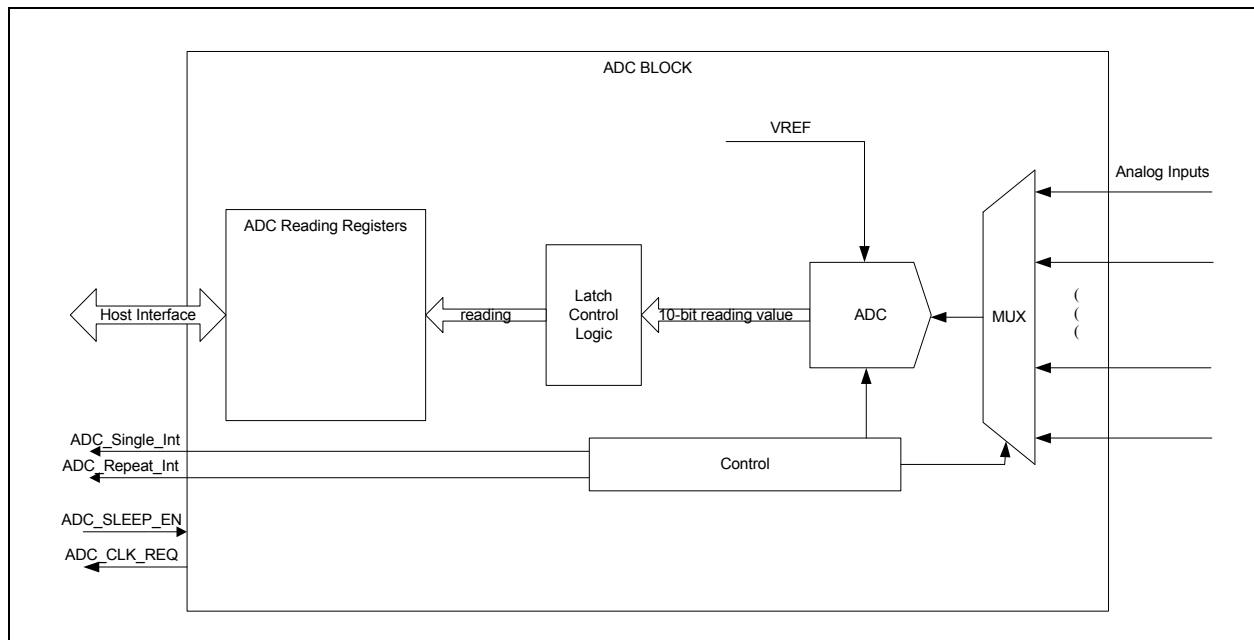 ADC BLOCK
VREF
Analog Inputs
ADC Reading Registers
Latch
Control
Logic
Host Interface
reading
10-bit reading value
ADC
MUX
(
(
(
ADC_Single_Int
ADC_Repeat_Int
Control
ADC_SLEEP_EN
ADC_CLK_REQ